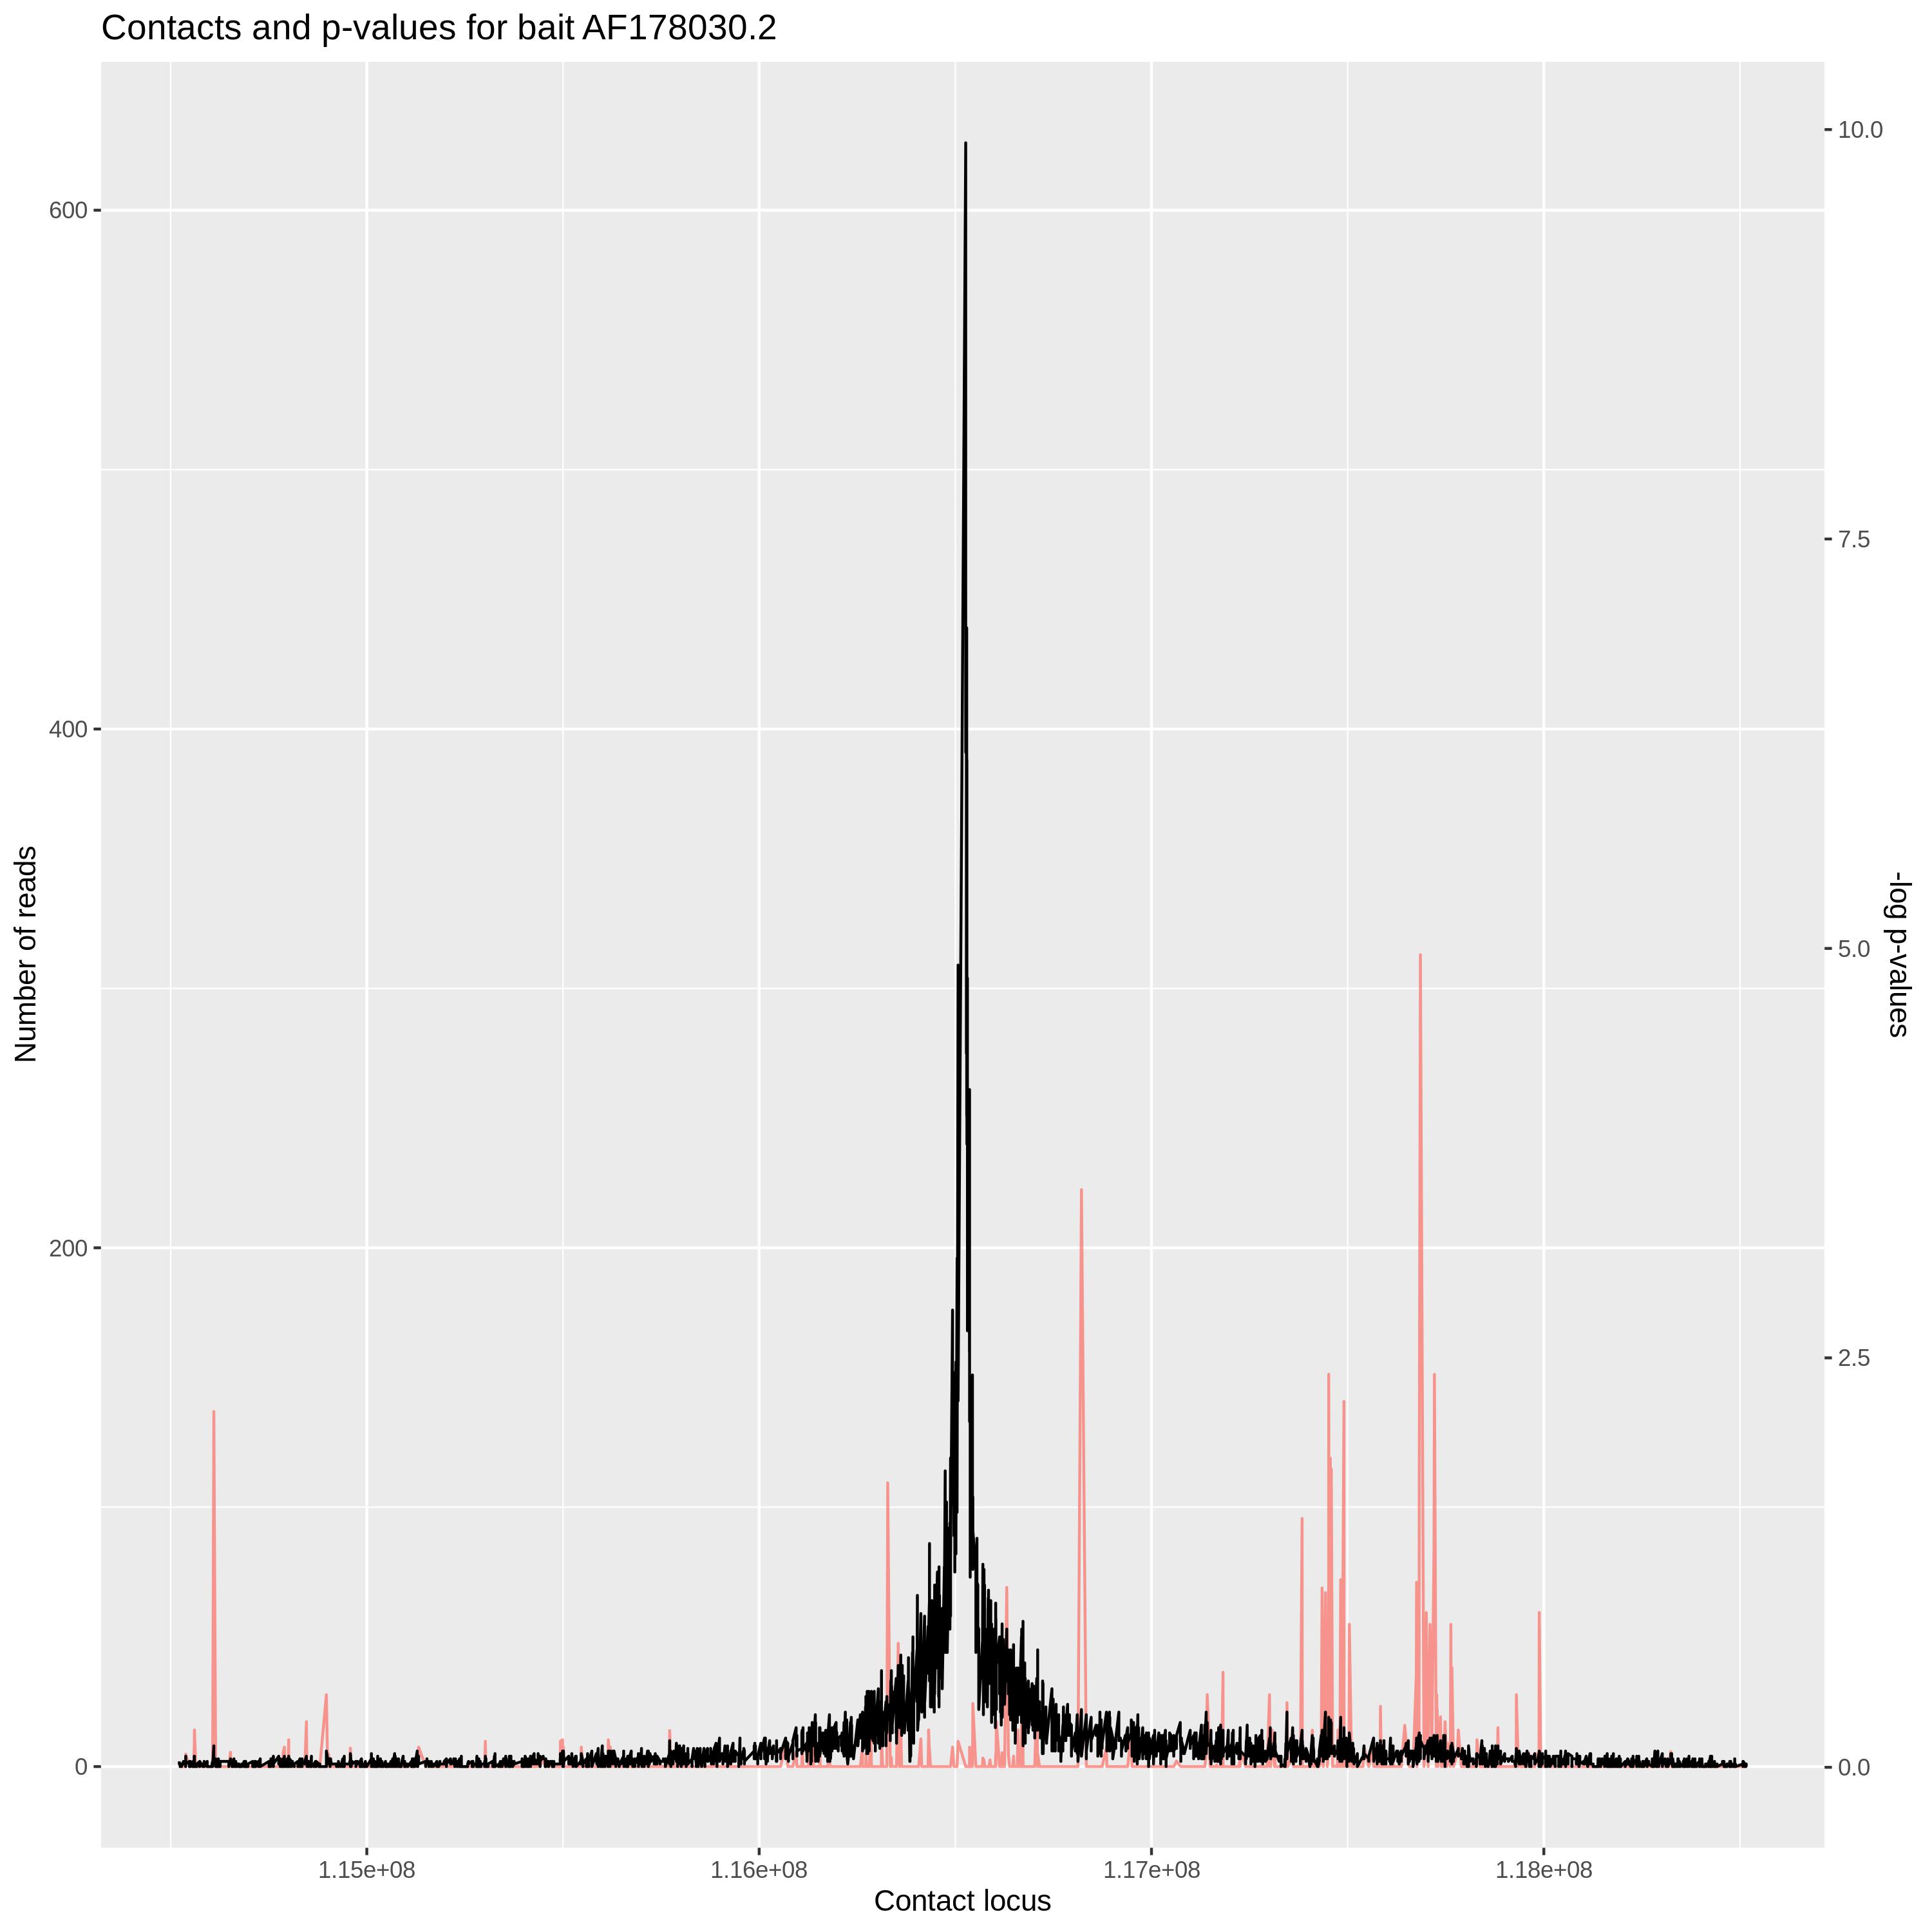 Contacts and p-values for bait AF178030.2
Number of reads
600
400
200
0
10.0
7.5
5.0
2.5
0.0
-log p-values
1.15e+08
1.16e+08
1.17e+08
1.18e+08
Contact locus